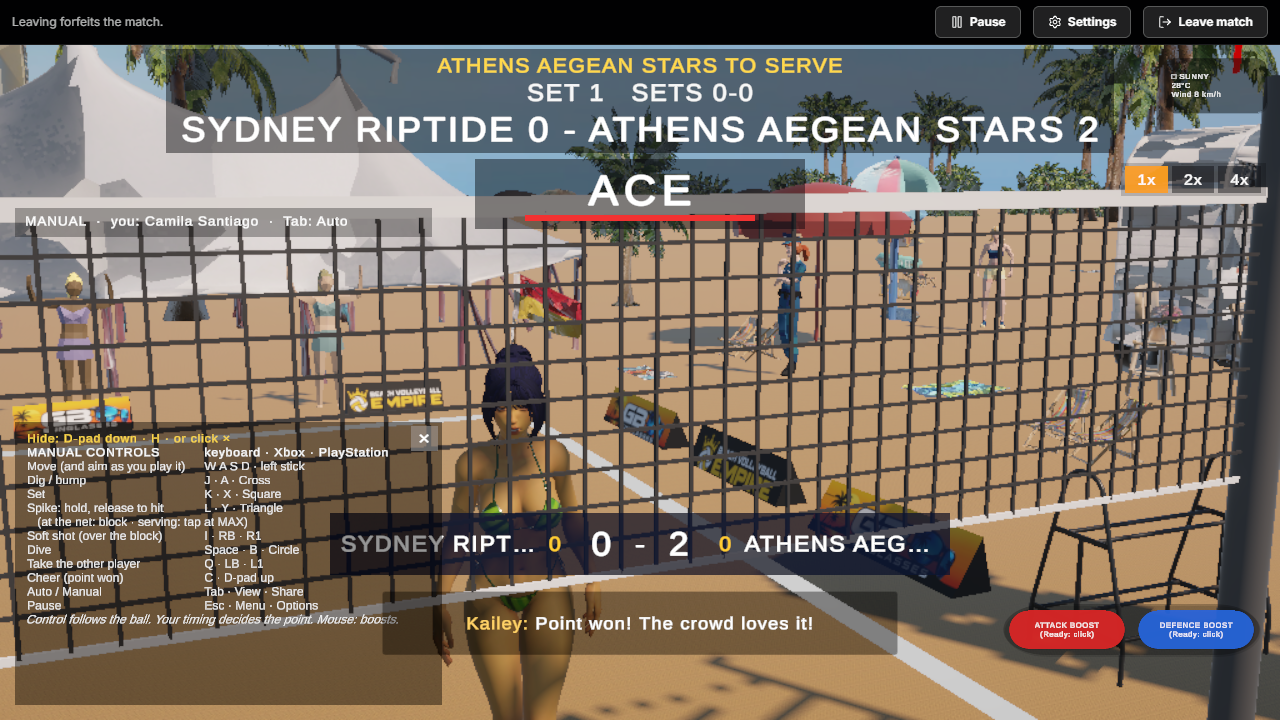 Leaving forfeits the match.
Pause
Settings
Leave match
ATHENS AEGEAN STARS TO SERVE
SET 1 SETS 0-0
SYDNEY RIPTIDE 0 - ATHENS AEGEAN STARS 2
SUNNY
28°C
Wind 8 km/h
ACE
1x 2x 4x
MANUAL · you: Camila Santiago · Tab: Auto
BEACH VOLLEYBALL
EMPIRE
GB
GB
BEACH VOLLEYBALL
EMPIRE
GB
Hide: D-pad down · H · or click ×
MANUAL CONTROLS keyboard · Xbox · PlayStation
Move (and aim as you play it) W A S D · left stick
Dig / bump J · A · Cross
Set K · X · Square
Spike: hold, release to hit L · Y · Triangle
(at the net: block · serving: tap at MAX)
Soft shot (over the block) I · RB · R1
Dive Space · B · Circle
Take the other player Q · LB · L1
Cheer (point won) C · D-pad up
Auto / Manual Tab · View · Share
Pause Esc · Menu · Options
Control follows the ball. Your timing decides the point. Mouse: boosts.
SYDNEY RIPT... 0 0 - 2 0 ATHENS AEG...
Kailey: Point won! The crowd loves it!
ATTACK BOOST
(Ready: click)
DEFENCE BOOST
(Ready: click)